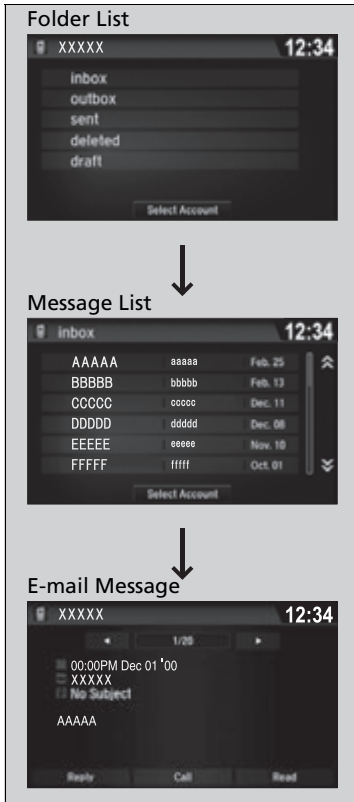 Folder List
XXXXX 12:34
inbox
outbox
sent
deleted
draft
Select Account
Message List
inbox 12:34
AAAAA aaaaa Feb. 25
BBBBB bbbbb Feb. 13
CCCCC ccccc Dec. 11
DDDDD ddddd Dec. 08
EEEEE eeeee Nov. 10
FFFFF fffff Oct. 01
Select Account
E-mail Message
XXXXX 12:34
1/20
00:00PM Dec 01 '00
XXXXX
No Subject
AAAAA
Reply Call Read